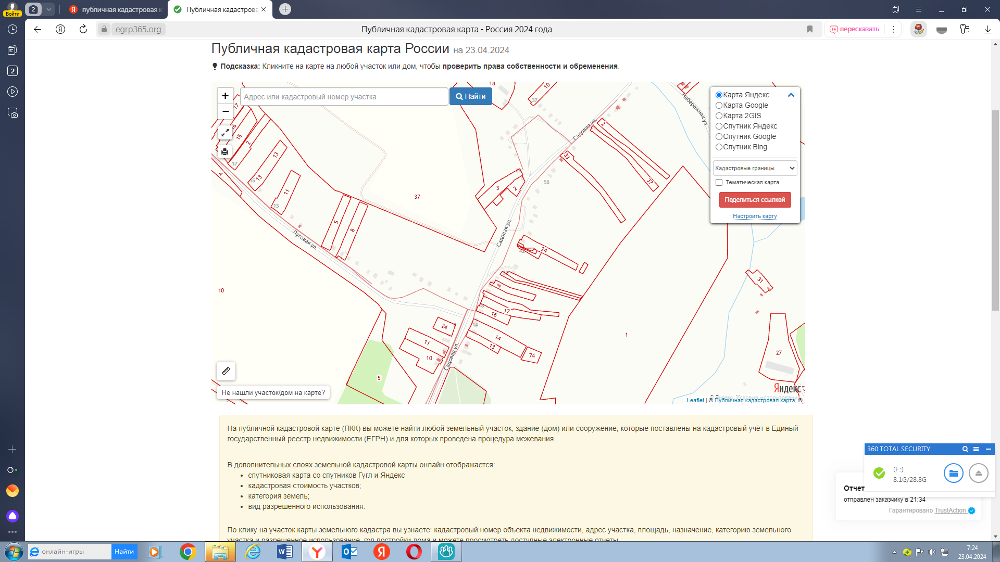 Войти
2
публичная кадастровая к
Публичная кадастрова
egrp365.org
Публичная кадастровая карта - Россия 2024 года
пересказать
2
Публичная кадастровая карта России на 23.04.2024
Подсказка: Кликните на карте на любой участок или дом, чтобы проверить права собственности и обременения.
+
−
Адрес или кадастровый номер участка
Найти
Карта Яндекс
Карта Google
Карта 2GIS
Спутник Яндекс
Спутник Google
Спутник Bing
Кадастровые границы
Тематическая карта
Поделиться ссылкой
Настроить карту
18
10
37
Набережная ул.
17
16
15
2
13
17
4
15
13
11
13
5
8
Луговая ул.
37
Садовая ул.
2
37
33
23
3
2
58
Садовая ул.
24
42
32
31
10
18
17
16
14
14
13
74
24
7
11
10
Садовая ул.
1
5
27
Яндекс
© Яндекс Условия использования
Leaflet | © Публичная кадастровая карта, ©
Не нашли участок/дом на карте?
На публичной кадастровой карте (ПКК) вы можете найти любой земельный участок, здание (дом) или сооружение, которые поставлены на кадастровый учёт в Единый
государственный реестр недвижимости (ЕГРН) и для которых проведена процедура межевания.
В дополнительных слоях земельной кадастровой карты онлайн отображается:
• спутниковая карта со спутников Гугл и Яндекс
• кадастровая стоимость участков;
• категория земель;
• вид разрешенного использования.
По клику на участок карты земельного кадастра вы узнаете: кадастровый номер объекта недвижимости, адрес участка, площадь, назначение, категорию земельного
участка и разрешенное использование, год постройки дома и можете просмотреть доступные электронные отчеты
360 TOTAL SECURITY
(F:)
8.1G/28.8G
Отчет
отправлен заказчику в 21:34
Гарантировано TrustAction
онлайн-игры
Найти
7:24
23.04.2024